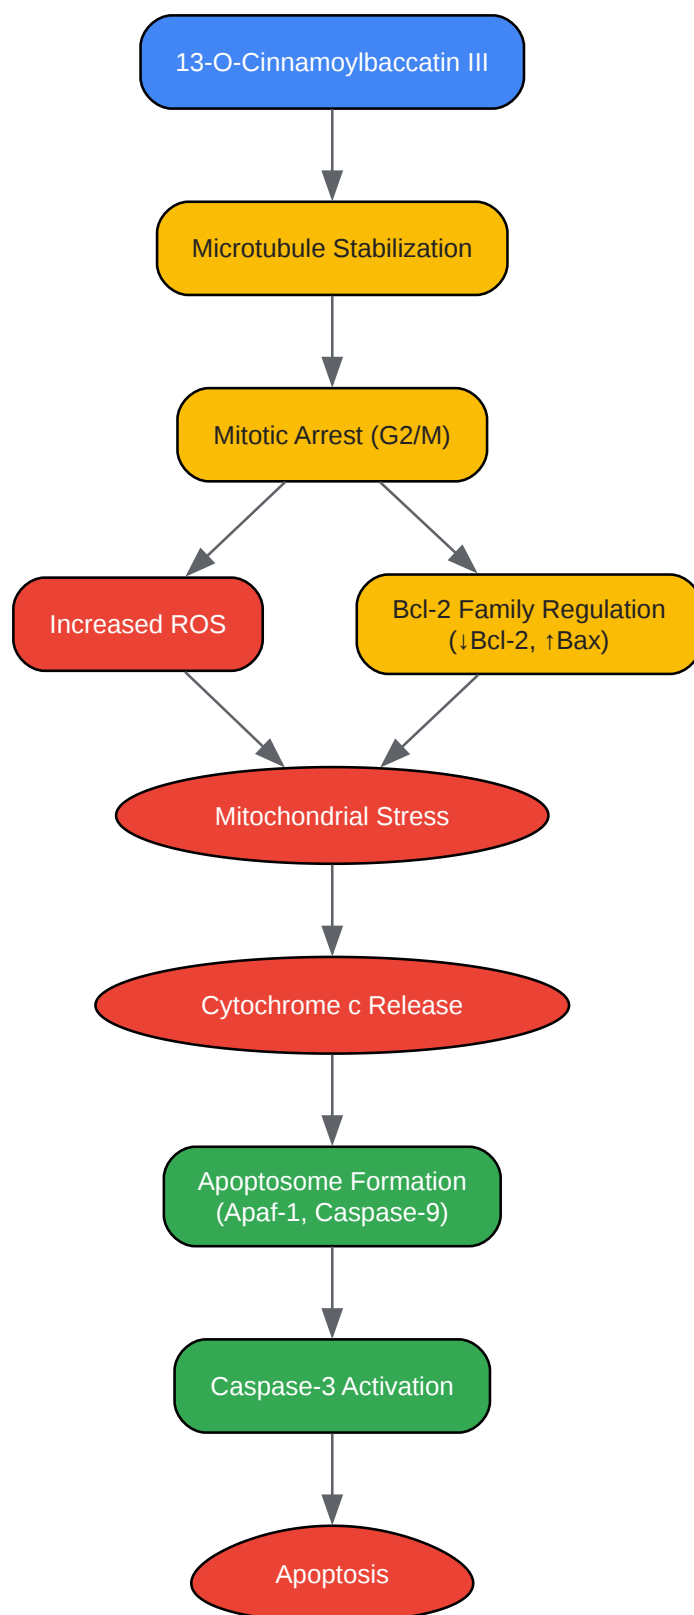 13-O-Cinnamoylbaccatin III
Microtubule Stabilization
Mitotic Arrest (G2/M)
Increased ROS
Bcl-2 Family Regulation
(↓Bcl-2, ↑Bax)
Mitochondrial Stress
Cytochrome c Release
Apoptosome Formation
(Apaf-1, Caspase-9)
Caspase-3 Activation
Apoptosis